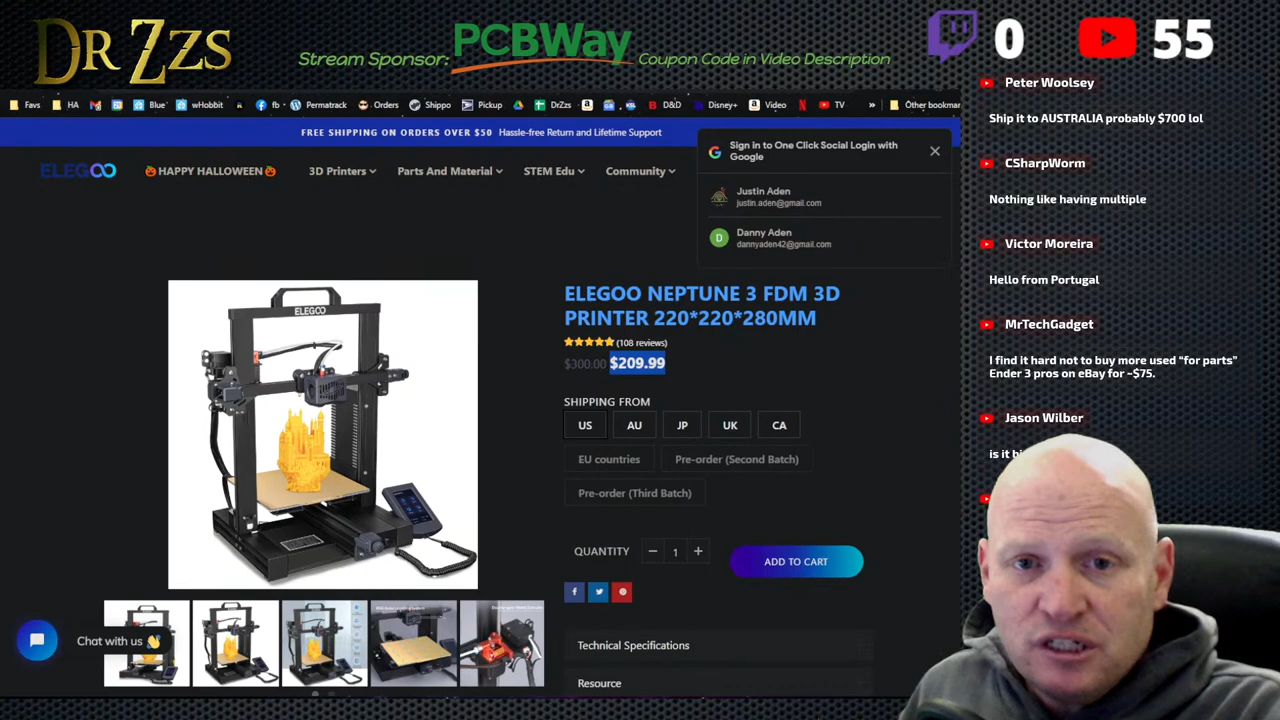 DR ZZS
Stream Sponsor: PCBWay Coupon Code in Video Description
0
55
Favs HA Blue wHobbit fb Permatrack Orders Shippo Pickup DrZzs D&D Disney+ Video TV » Other bookmar
FREE SHIPPING ON ORDERS OVER $50 Hassle-free Return and Lifetime Support
ELEGOO
🎃HAPPY HALLOWEEN🎃 3D Printers Parts And Material STEM Edu Community
Sign in to One Click Social Login with
Google
Justin Aden
justin.aden@gmail.com
D
Danny Aden
dannyaden42@gmail.com
ELEGOO
ELEGOO NEPTUNE 3 FDM 3D
PRINTER 220*220*280MM
(108 reviews)
$300.00 $209.99
SHIPPING FROM
US AU JP UK CA
EU countries Pre-order (Second Batch)
Pre-order (Third Batch)
QUANTITY − 1 + ADD TO CART
Technical Specifications
Resource
Chat with us 👋
Peter Woolsey
Ship it to AUSTRALIA probably $700 lol
CSharpWorm
Nothing like having multiple
Victor Moreira
Hello from Portugal
MrTechGadget
I find it hard not to buy more used “for parts”
Ender 3 pros on eBay for ~$75.
Jason Wilber
is it